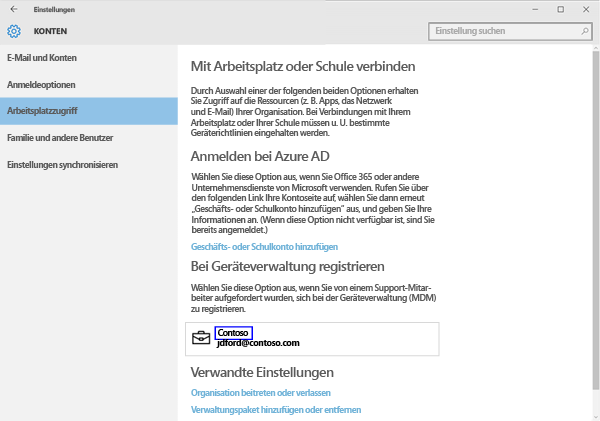 Einstellungen
KONTEN
Einstellung suchen
E-Mail und Konten
Anmeldeoptionen
Arbeitsplatzzugriff
Familie und andere Benutzer
Einstellungen synchronisieren
Mit Arbeitsplatz oder Schule verbinden
Durch Auswahl einer der folgenden beiden Optionen erhalten
Sie Zugriff auf die Ressourcen (z. B. Apps, das Netzwerk
und E-Mail) Ihrer Organisation. Bei Verbindungen mit Ihrem
Arbeitsplatz oder Ihrer Schule müssen u. U. bestimmte
Geräterichtlinien eingehalten werden.
Anmelden bei Azure AD
Wählen Sie diese Option aus, wenn Sie Office 365 oder andere
Unternehmensdienste von Microsoft verwenden. Rufen Sie über
den folgenden Link Ihre Kontoseite auf, wählen Sie dann erneut
„Geschäfts- oder Schulkonto hinzufügen" aus, und geben Sie Ihre
Informationen an. (Wenn diese Option nicht verfügbar ist, sind Sie
bereits angemeldet.)
Geschäfts- oder Schulkonto hinzufügen
Bei Geräteverwaltung registrieren
Wählen Sie diese Option aus, wenn Sie von einem Support-Mitar-
beiter aufgefordert wurden, sich bei der Geräteverwaltung (MDM)
zu registrieren.
Contoso
jdford@contoso.com
Verwandte Einstellungen
Organisation beitreten oder verlassen
Verwaltungspaket hinzufügen oder entfernen